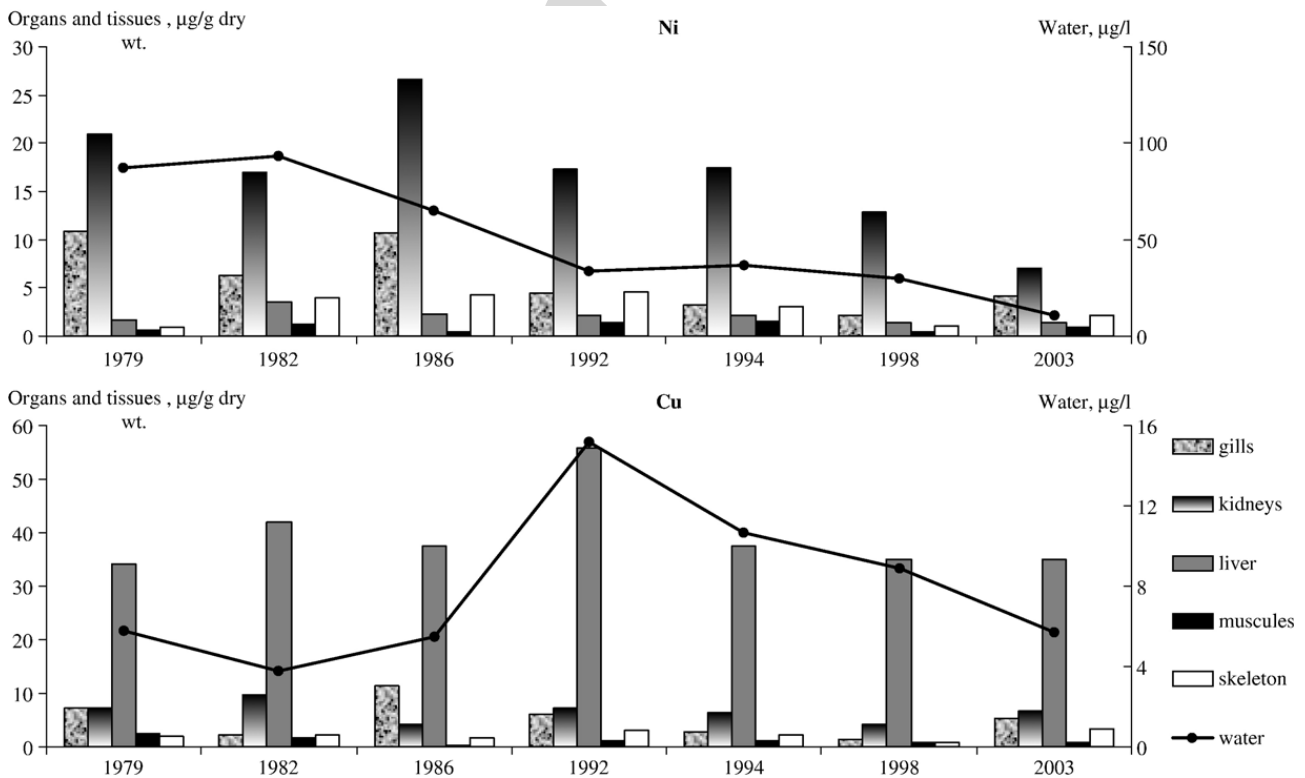 Organs and tissues , µg/g dry wt.
Ni
Water, µg/l
30
25
20
15
10
5
0
150
100
50
0
1979 1982 1986 1992 1994 1998 2003
Organs and tissues , µg/g dry wt.
Cu
Water, µg/l
60
50
40
30
20
10
0
16
12
8
4
0
1979 1982 1986 1992 1994 1998 2003
gills
kidneys
liver
muscules
skeleton
water